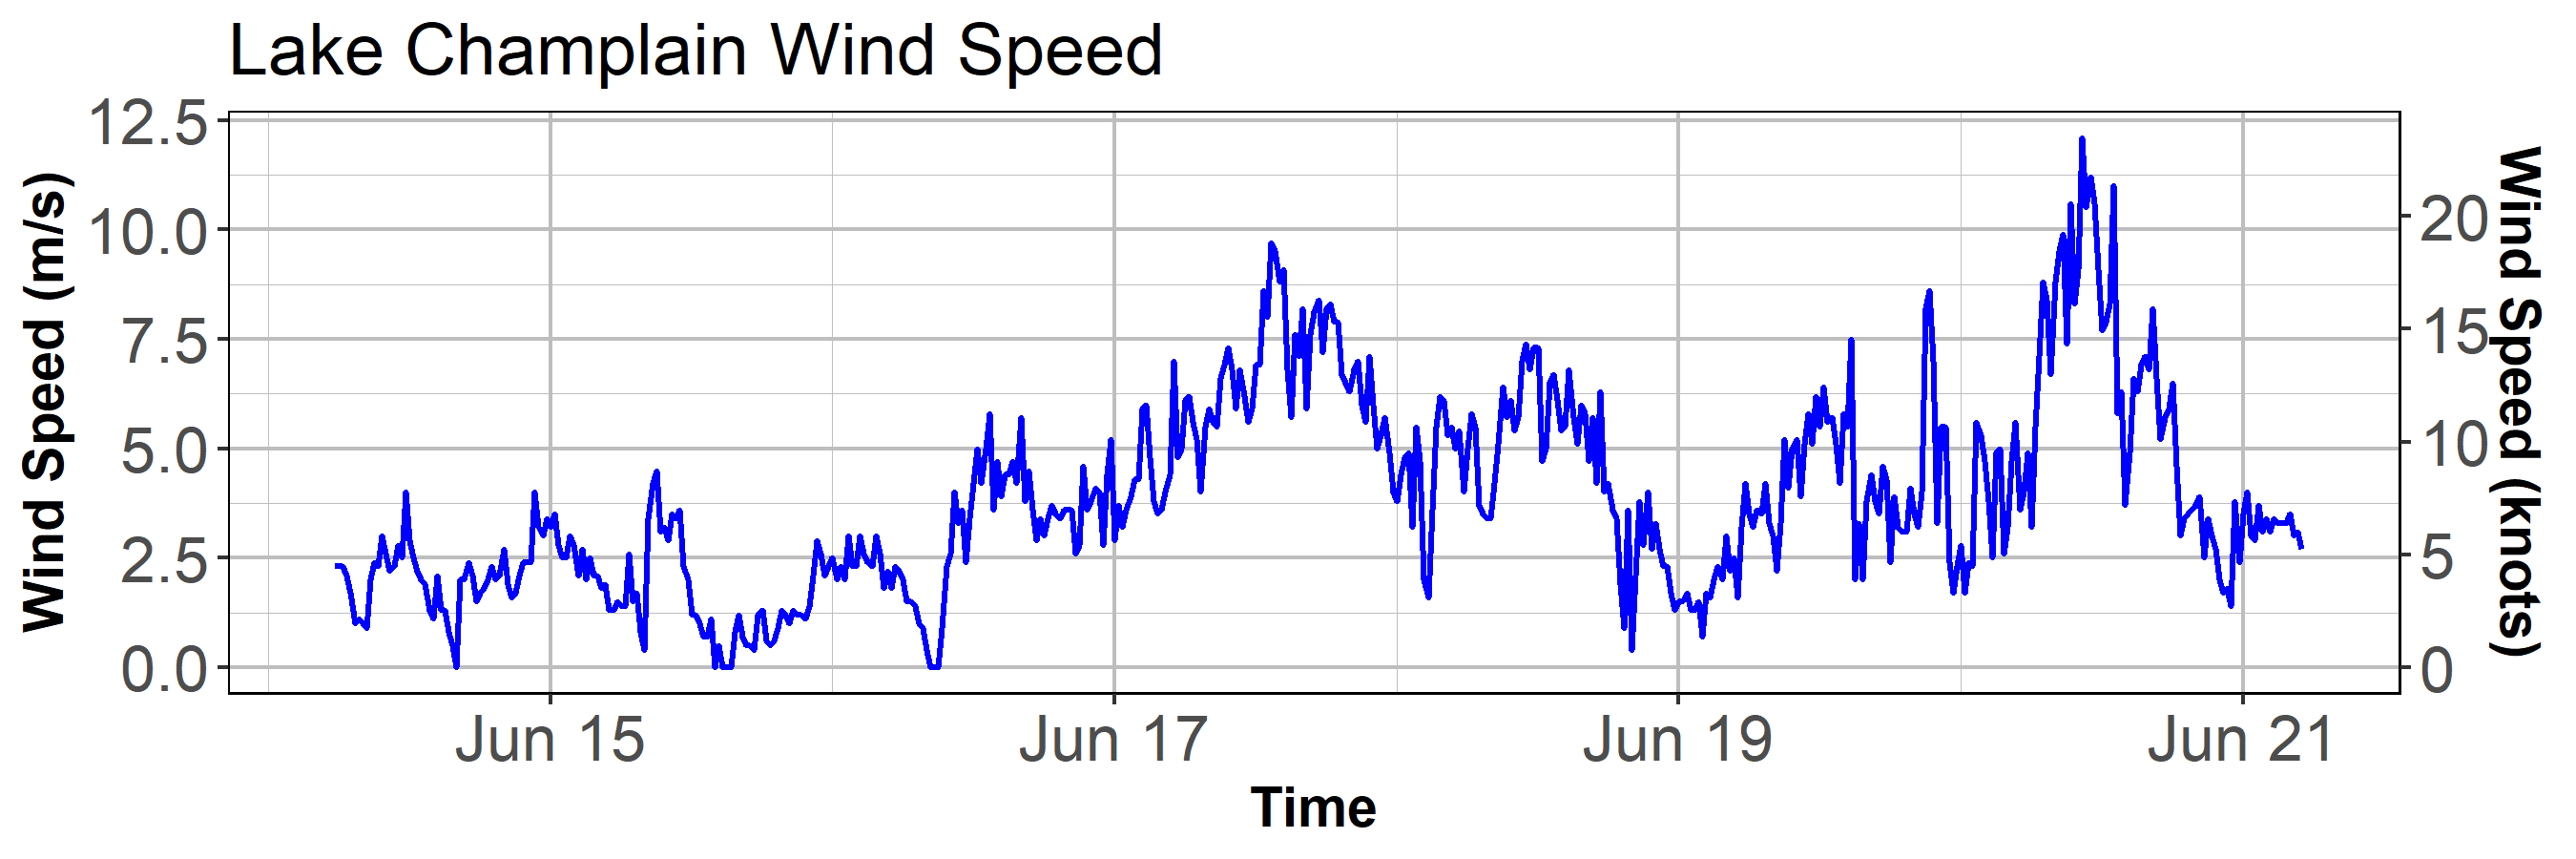 Lake Champlain Wind Speed
Wind Speed (m/s)
12.5
10.0
7.5
5.0
2.5
0.0
20
15
10
5
0
Wind Speed (knots)
Jun 15 Jun 17 Jun 19 Jun 21
Time